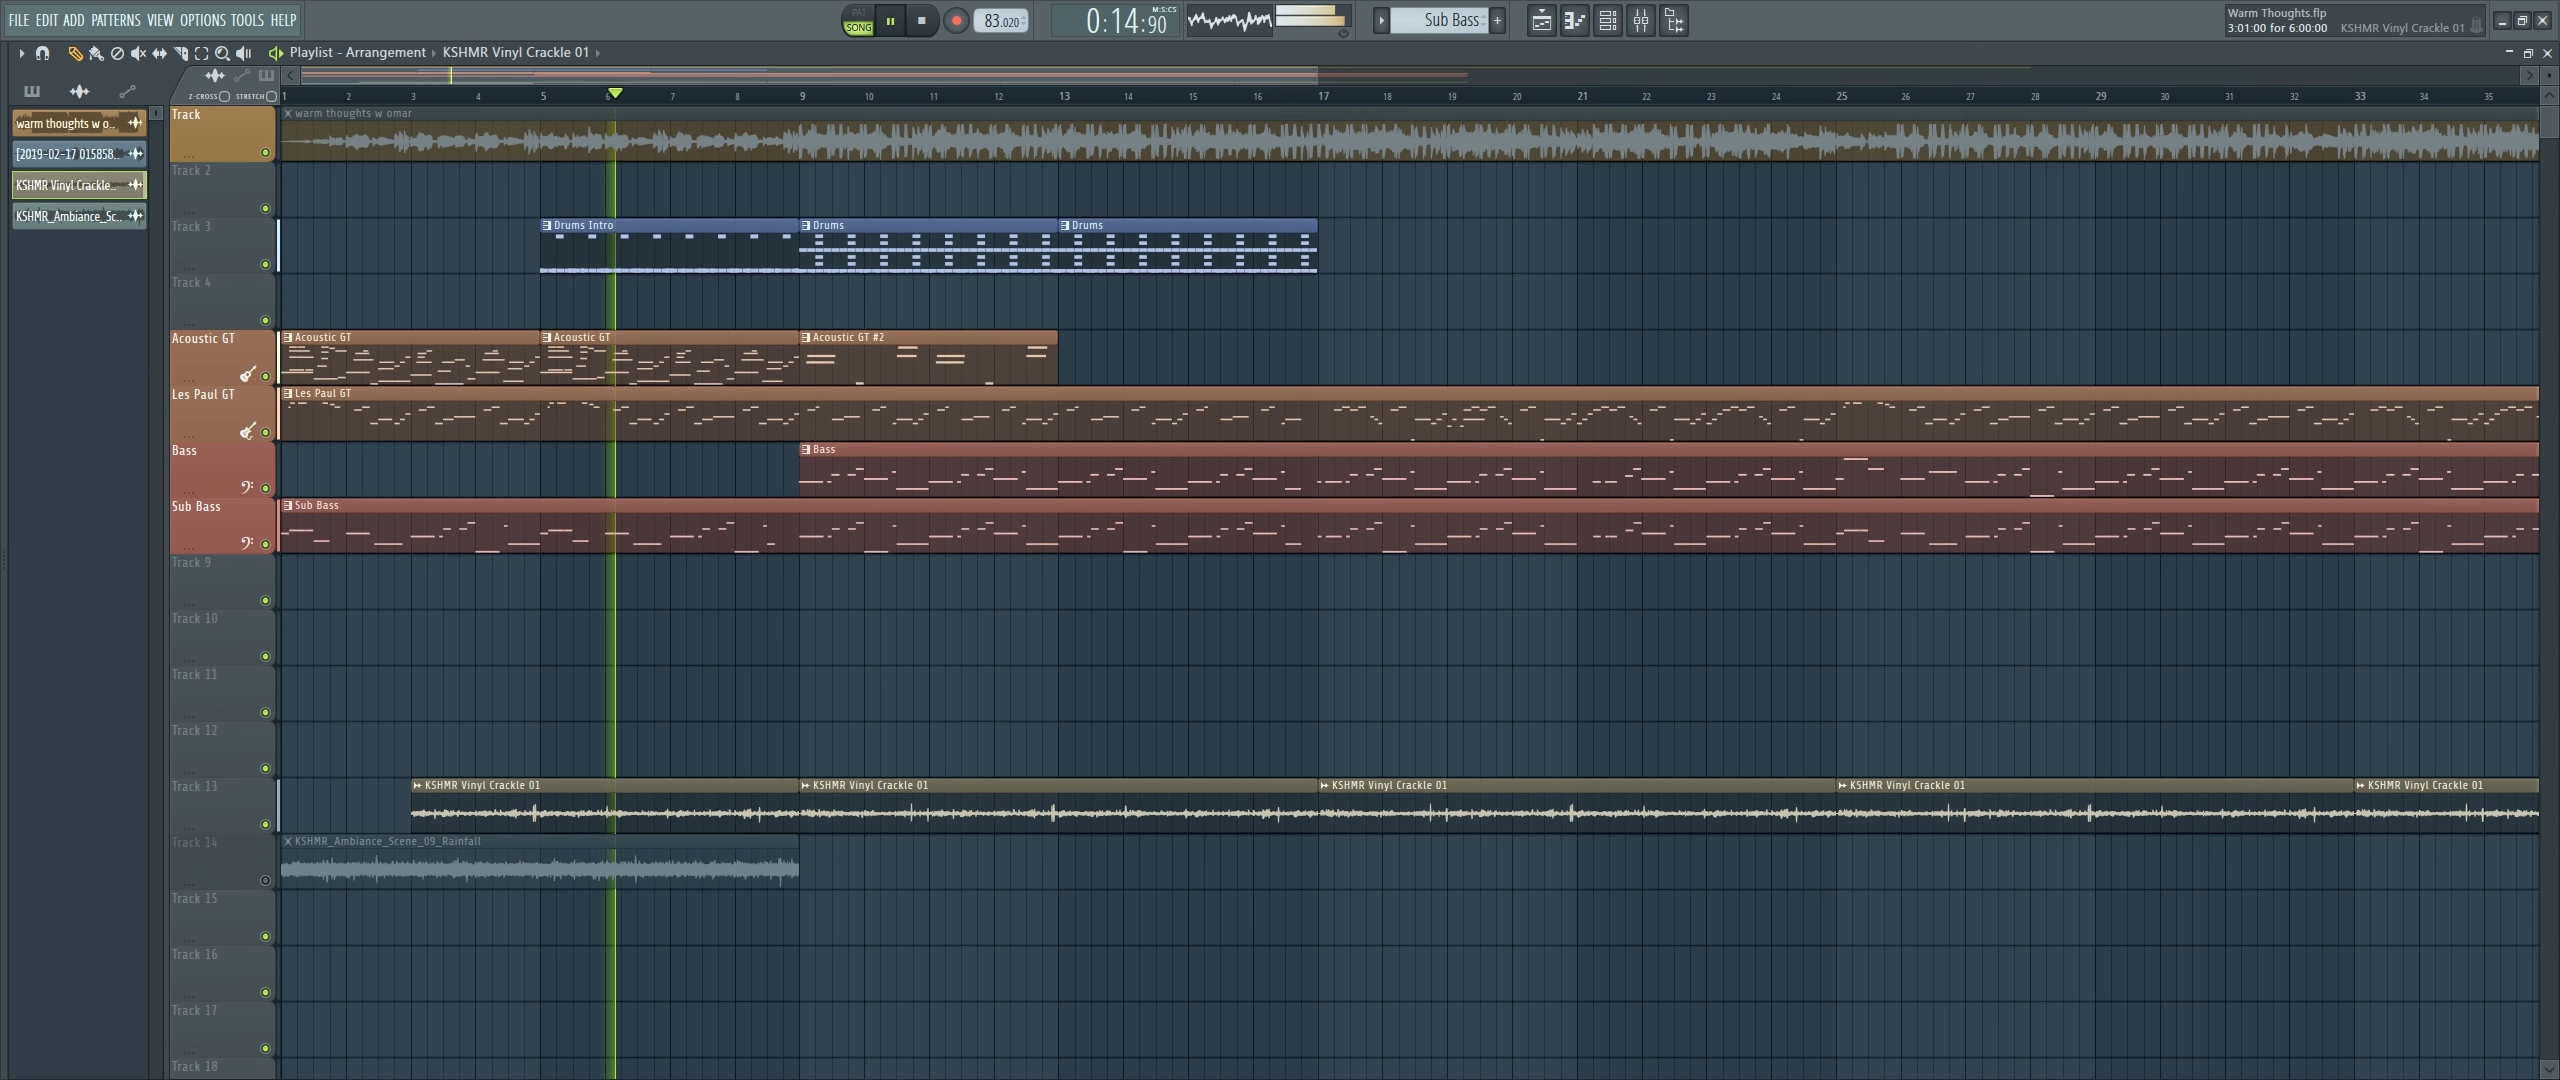 FILE EDIT ADD PATTERNS VIEW OPTIONS TOOLS HELP
PAT
SONG
83.020
M:S:CS
0:14:90
Sub Bass
Warm Thoughts.flp
3:01:00 for 6:00:00 KSHMR Vinyl Crackle 01
Playlist - Arrangement KSHMR Vinyl Crackle 01
Z-CROSS STRETCH
1 2 3 4 5 6 7 8 9 10 11 12 13 14 15 16 17 18 19 20 21 22 23 24 25 26 27 28 29 30 31 32 33 34 35
warm thoughts w o..
[2019-02-17 015858..
KSHMR Vinyl Crackle..
KSHMR_Ambiance_Sc..
Track
warm thoughts w omar
Track 2
Track 3
Drums Intro Drums Drums
Track 4
Acoustic GT
Acoustic GT Acoustic GT Acoustic GT #2
Les Paul GT
Les Paul GT
Bass
Bass
Sub Bass
Sub Bass
Track 9
Track 10
Track 11
Track 12
Track 13
KSHMR Vinyl Crackle 01 KSHMR Vinyl Crackle 01 KSHMR Vinyl Crackle 01 KSHMR Vinyl Crackle 01 KSHMR Vinyl Crackle 01
Track 14
KSHMR_Ambiance_Scene_09_Rainfall
Track 15
Track 16
Track 17
Track 18